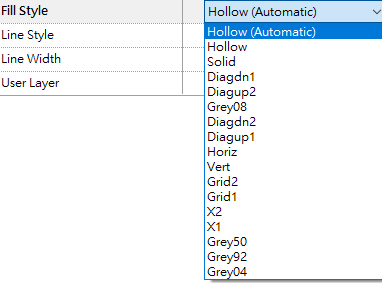 Fill Style Hollow (Automatic)
Line Style Hollow (Automatic)
Hollow
Line Width Solid
User Layer Diagdn1
Diagup2
Grey08
Diagdn2
Diagup1
Horiz
Vert
Grid2
Grid1
X2
X1
Grey50
Grey92
Grey04